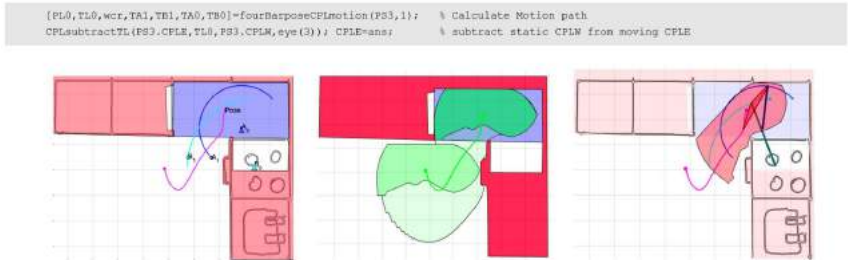 [PL0,TL0,wcr,TA1,TB1,TA0,TB0]=fourBarposeCPLmotion(PS3,1); % Calculate Motion path
CPLsubtractTL(PS3.CPLE,TL0,PS3.CPLW,eye(3)); CPLE=ans; % subtract static CPLW from moving CPLE
Pose